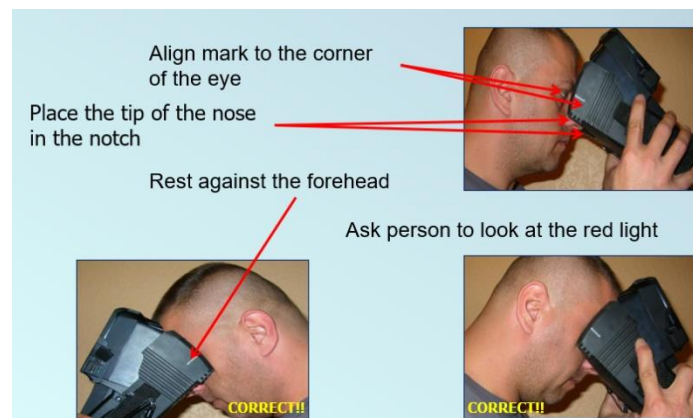 Align mark to the corner
of the eye
Place the tip of the nose
in the notch
Rest against the forehead
Ask person to look at the red light
CORRECT!!
CORRECT!!